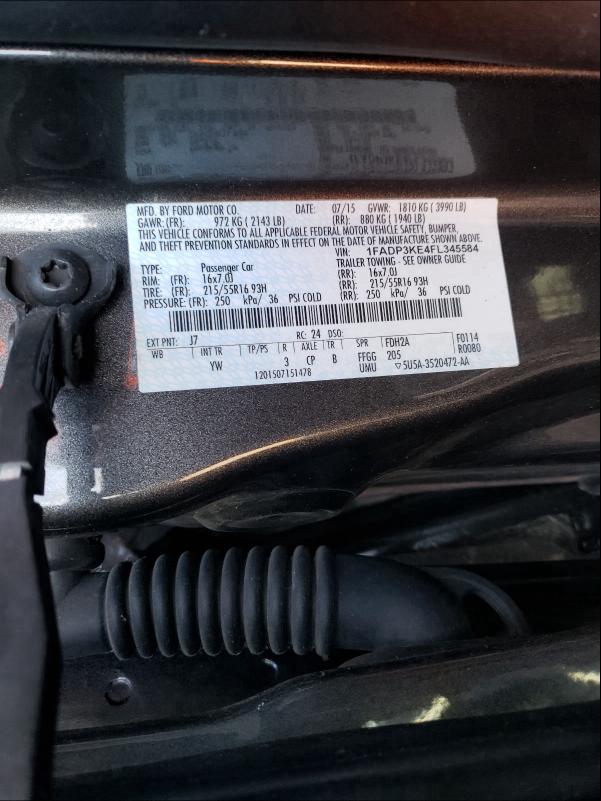 MFD. BY FORD MOTOR CO. DATE: 07/15 GVWR: 1810 KG ( 3990 LB)
GAWR: (FR): 972 KG ( 2143 LB) (RR): 880 KG ( 1940 LB)
THIS VEHICLE CONFORMS TO ALL APPLICABLE FEDERAL MOTOR VEHICLE SAFETY, BUMPER,
AND THEFT PREVENTION STANDARDS IN EFFECT ON THE DATE OF MANUFACTURE SHOWN ABOVE.
VIN: 1FADP3KE4FL345584
TYPE: Passenger Car TRAILER TOWING - SEE OWNER GUIDE
RIM: (FR): 16x7.0J (RR): 16x7.0J
TIRE: (FR): 215/55R16 93H (RR): 215/55R16 93H
PRESSURE: (FR): 250 kPa/ 36 PSI COLD (RR): 250 kPa/ 36 PSI COLD
EXT PNT: J7 RC: 24 DSO: F0114
WB INT TR TP/PS R AXLE TR SPR FDH2A R0080
YW 3 CP B FFGG 205
1201507151478 UMU ▽5U5A-3520472-AA